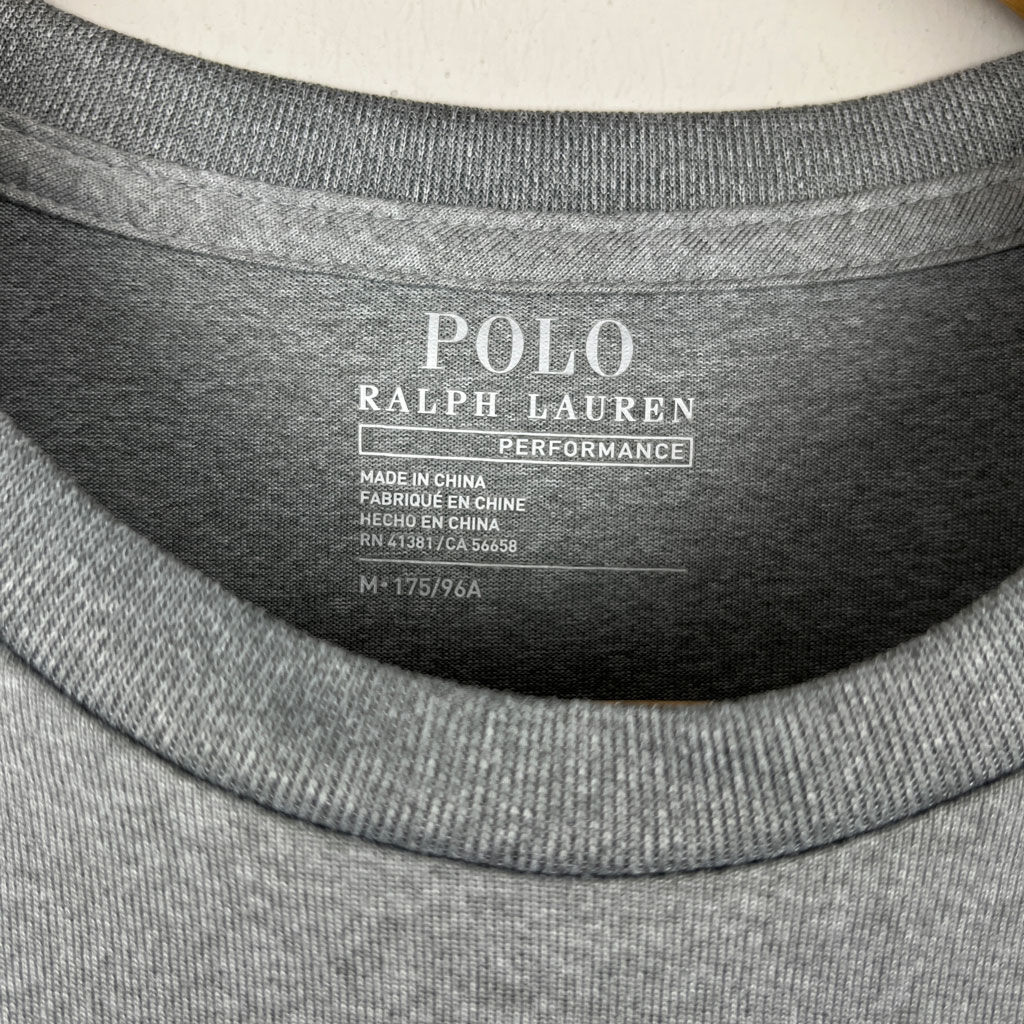 POLO
RALPH LAUREN
PERFORMANCE
MADE IN CHINA
FABRIQUÉ EN CHINE
HECHO EN CHINA
RN 41381/CA 56658
M• 175/96A